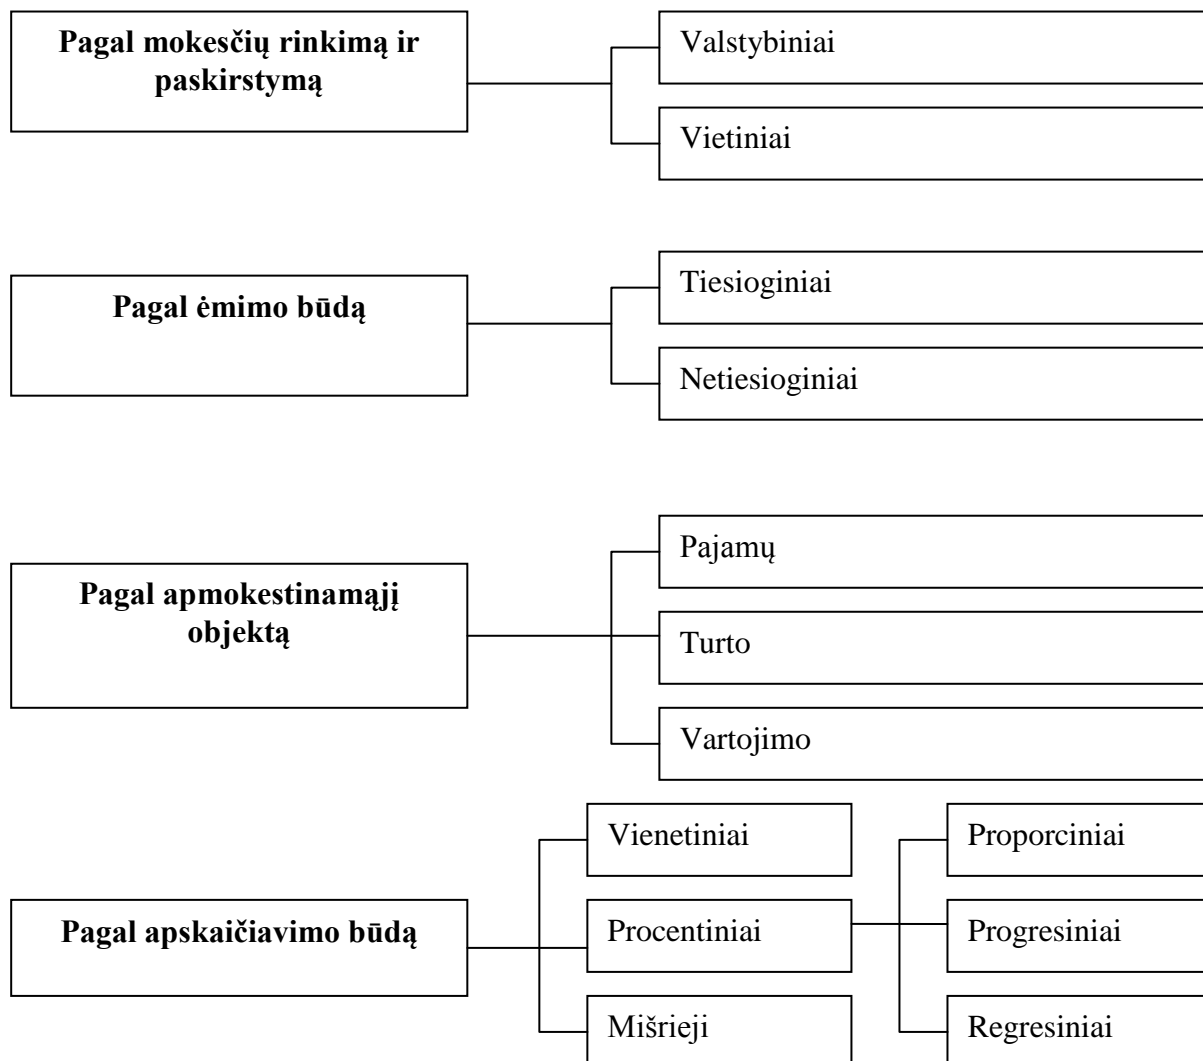 Pagal mokesčių rinkimą ir
paskirstymą
Valstybiniai
Vietiniai
Pagal ėmimo būdą
Tiesioginiai
Netiesioginiai
Pagal apmokestinamąjį
objektą
Pajamų
Turto
Vartojimo
Pagal apskaičiavimo būdą
Vienetiniai
Procentiniai
Mišrieji
Proporciniai
Progresiniai
Regresiniai